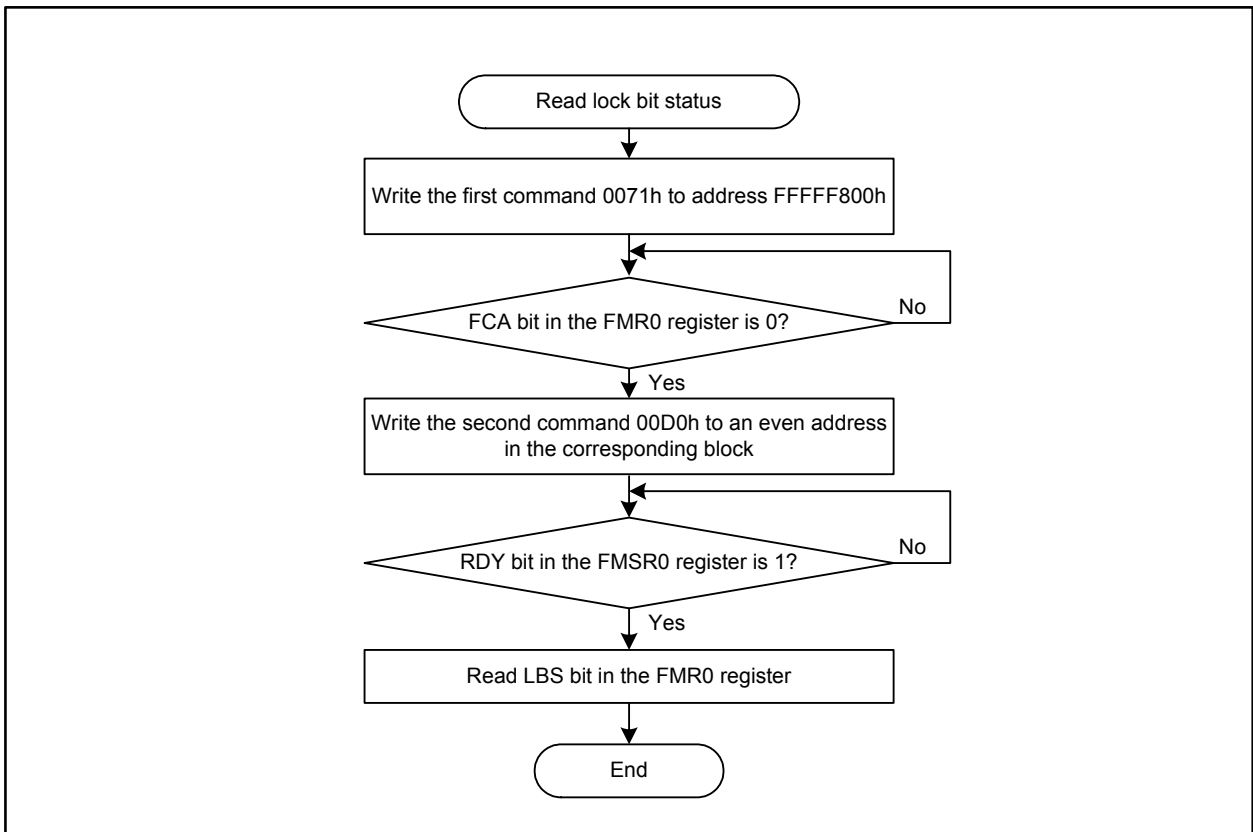 Read lock bit status
Write the first command 0071h to address FFFFF800h
FCA bit in the FMR0 register is 0?
No
Yes
Write the second command 00D0h to an even address
in the corresponding block
RDY bit in the FMSR0 register is 1?
No
Yes
Read LBS bit in the FMR0 register
End